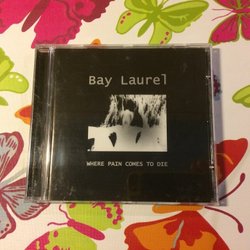 Bay Laurel
WHERE PAIN COMES TO DIE